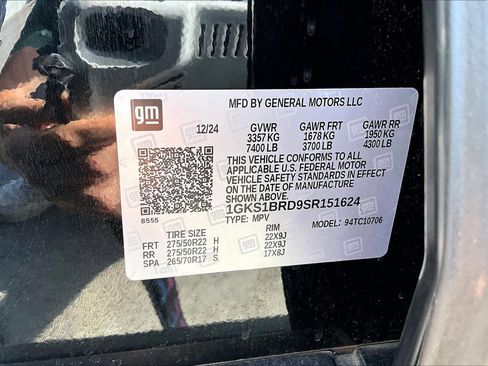 gm
MFD BY GENERAL MOTORS LLC
12/24 GVWR GAWR FRT GAWR RR
3357 KG 1678 KG 1950 KG
7400 LB 3700 LB 4300 LB
THIS VEHICLE CONFORMS TO ALL
APPLICABLE U.S. FEDERAL MOTOR
VEHICLE SAFETY STANDARDS IN EFFECT
ON THE DATE OF MANUFACTURE
SHOWN ABOVE.
1GKS1BRD9SR151624
8555 TYPE: MPV MODEL: 94TC10706
TIRE SIZE RIM
FRT 275/50R22 H 22X9J
RR 275/50R22 H 22X9J
SPA 265/70R17 S 17X8J